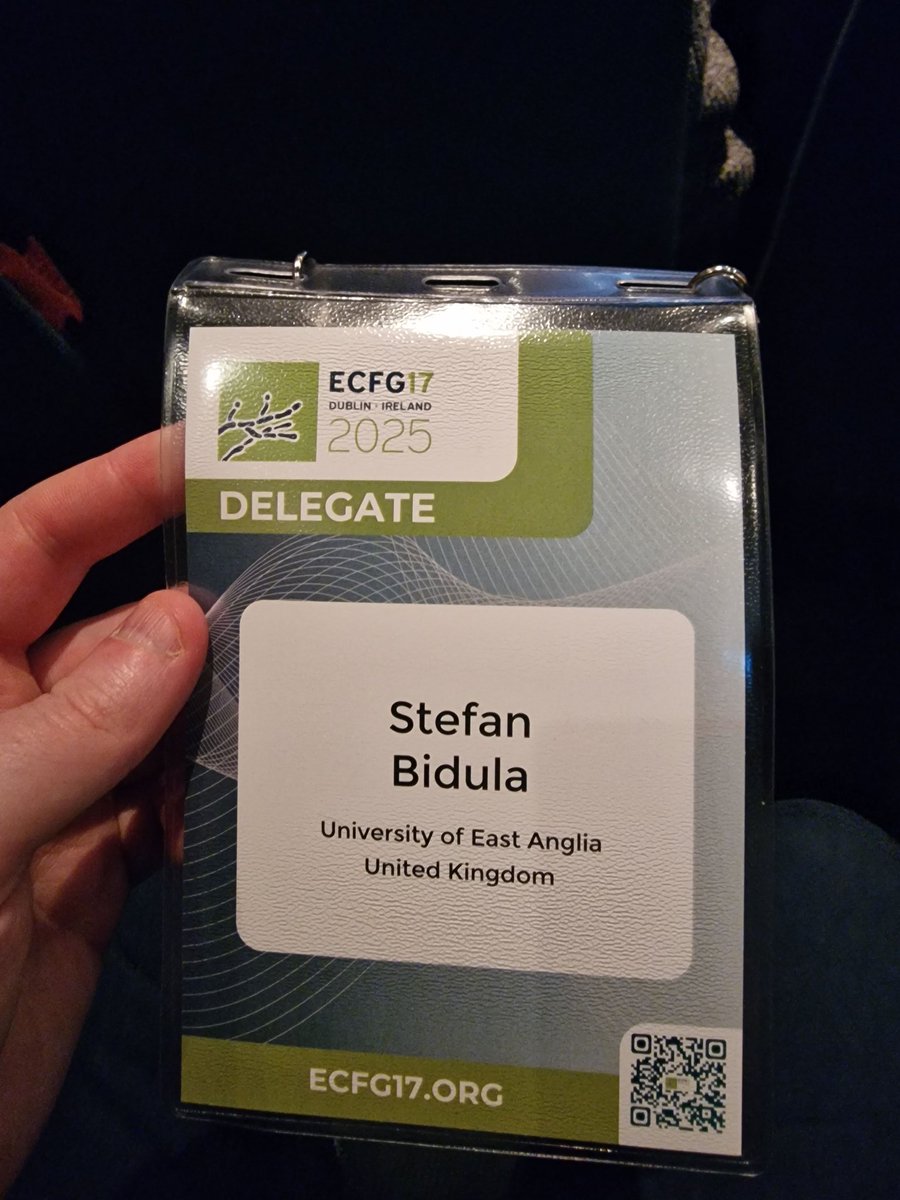 ECFG17
DUBLIN · IRELAND
2025
DELEGATE
Stefan
Bidula
University of East Anglia
United Kingdom
ECFG17.ORG